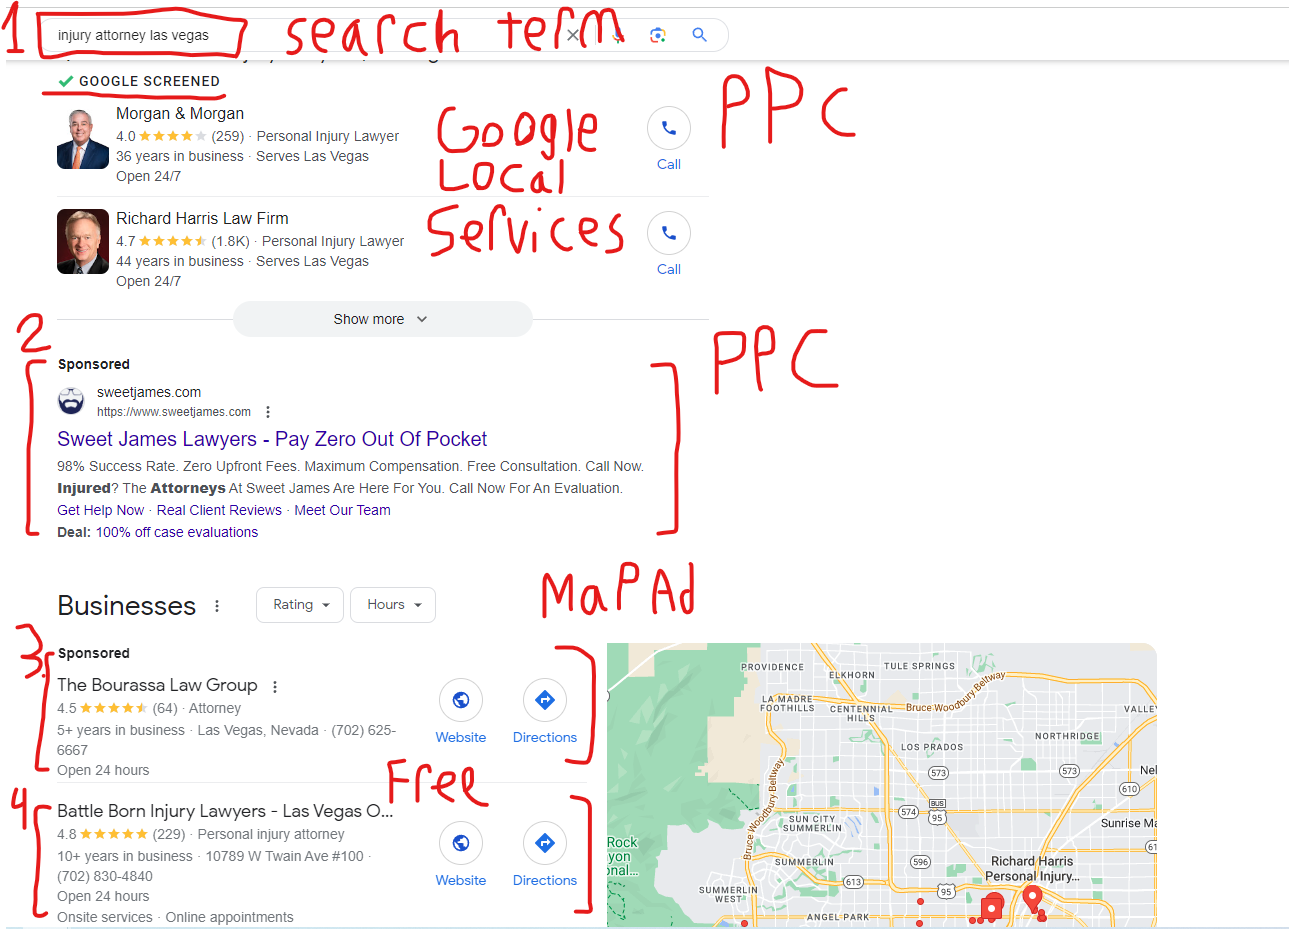 1 injury attorney las vegas search term
GOOGLE SCREENED
PPC
Morgan & Morgan
4.0 (259) · Personal Injury Lawyer
36 years in business · Serves Las Vegas
Open 24/7
Google
Local
Services
Call
Richard Harris Law Firm
4.7 (1.8K) · Personal Injury Lawyer
44 years in business · Serves Las Vegas
Open 24/7
Call
Show more
2
PPC
Sponsored
sweetjames.com
https://www.sweetjames.com
Sweet James Lawyers - Pay Zero Out Of Pocket
98% Success Rate. Zero Upfront Fees. Maximum Compensation. Free Consultation. Call Now.
Injured? The Attorneys At Sweet James Are Here For You. Call Now For An Evaluation.
Get Help Now · Real Client Reviews · Meet Our Team
Deal: 100% off case evaluations
MaP Ad
Businesses
Rating
Hours
3.
Sponsored
The Bourassa Law Group
4.5 (64) · Attorney
5+ years in business · Las Vegas, Nevada · (702) 625-
6667
Open 24 hours
Website
Directions
Free
4
Battle Born Injury Lawyers - Las Vegas O...
4.8 (229) · Personal injury attorney
10+ years in business · 10789 W Twain Ave #100 ·
(702) 830-4840
Open 24 hours
Onsite services · Online appointments
Website
Directions
PROVIDENCE
TULE SPRINGS
ELKHORN
Bruce Woodbury Beltway
LA MADRE
FOOTHILLS
CENTENNIAL
HILLS
VALLEY
NORTHRIDGE
LOS PRADOS
573
573
Nel
610
BUS
95
574
Bruce Woodbury Beltway
SUN CITY
SUMMERLIN
Sunrise Ma
61
Rock
yon
onal...
SUMMERLIN
596
Richard Harris
Personal Injury...
613
95
SUMMERLIN
WEST
ANGEL PARK